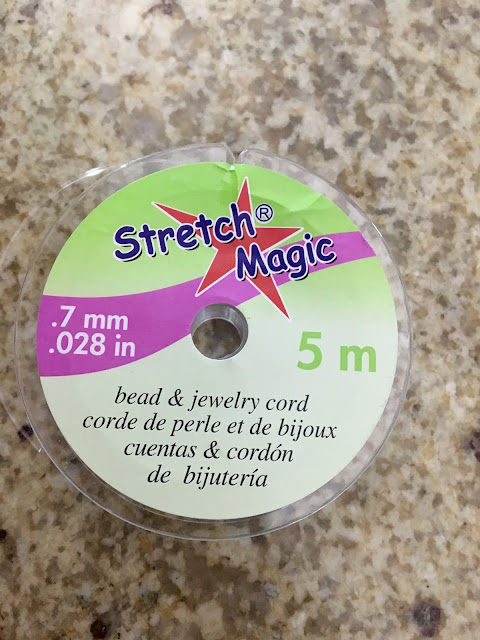 Stretch®
Magic
.7 mm
.028 in
5 m
bead & jewelry cord
corde de perle et de bijoux
cuentas & cordón
de bijutería